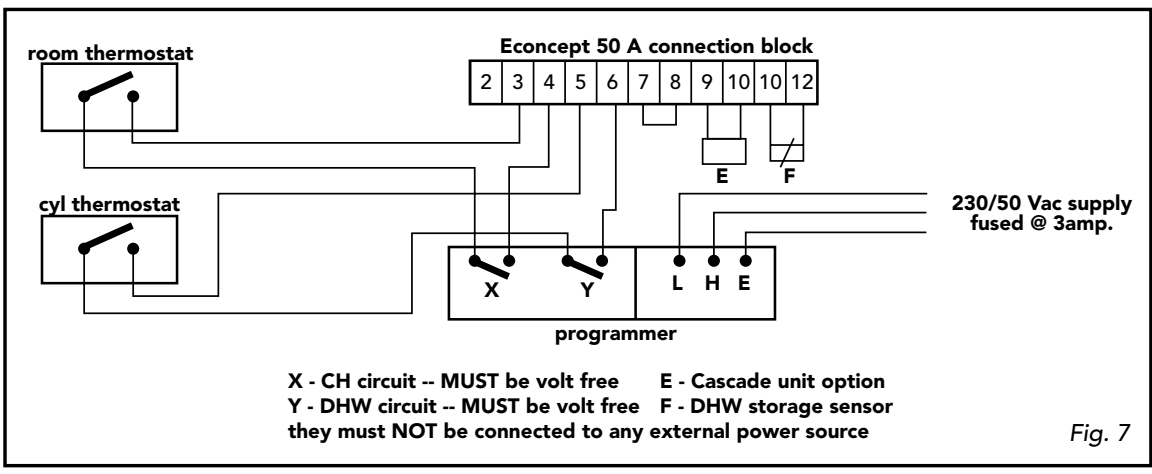 room thermostat
Econcept 50 A connection block
2 3 4 5 6 7 8 9 10 10 12
E F
cyl thermostat
230/50 Vac supply
fused @ 3amp.
X Y L H E
programmer
X - CH circuit -- MUST be volt free E - Cascade unit option
Y - DHW circuit -- MUST be volt free F - DHW storage sensor
they must NOT be connected to any external power source
Fig. 7